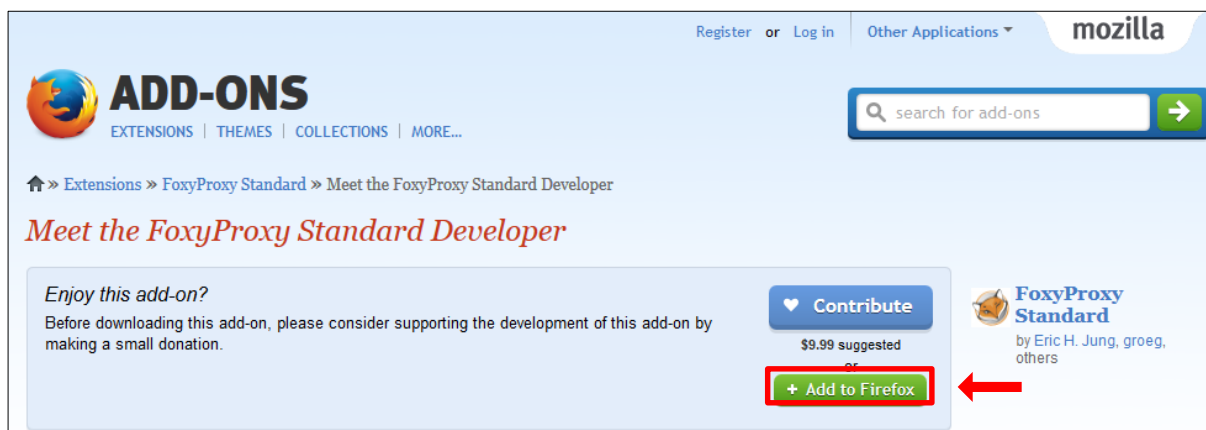 Register or Log in Other Applications mozilla
ADD-ONS
EXTENSIONS | THEMES | COLLECTIONS | MORE...
search for add-ons
» Extensions » FoxyProxy Standard » Meet the FoxyProxy Standard Developer
Meet the FoxyProxy Standard Developer
Enjoy this add-on?
Before downloading this add-on, please consider supporting the development of this add-on by
making a small donation.
Contribute
$9.99 suggested
or
+ Add to Firefox
FoxyProxy
Standard
by Eric H. Jung, groeg,
others